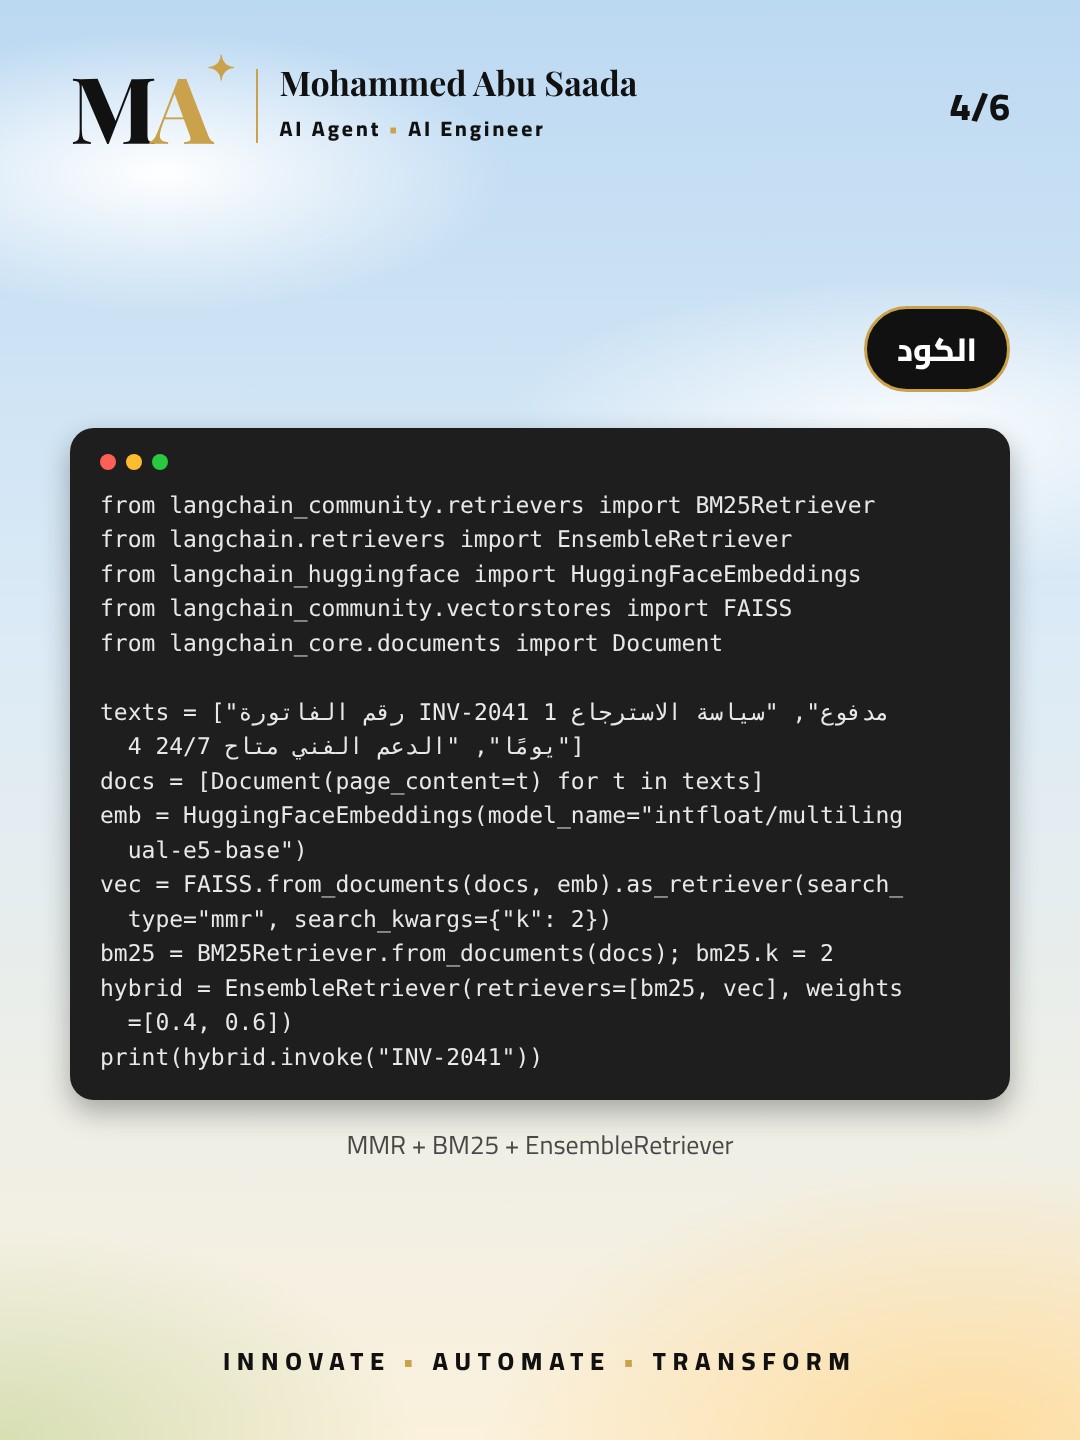 MA
Mohammed Abu Saada
AI Agent ▪ AI Engineer
4/6
الكود
from langchain_community.retrievers import BM25Retriever
from langchain.retrievers import EnsembleRetriever
from langchain_huggingface import HuggingFaceEmbeddings
from langchain_community.vectorstores import FAISS
from langchain_core.documents import Document
texts = ["رقم الفاتورة INV-2041 مدفوع", "سياسة الاسترجاع 1
4 يومًا", "الدعم الفني متاح 24/7"]
docs = [Document(page_content=t) for t in texts]
emb = HuggingFaceEmbeddings(model_name="intfloat/multiling
ual-e5-base")
vec = FAISS.from_documents(docs, emb).as_retriever(search_
type="mmr", search_kwargs={"k": 2})
bm25 = BM25Retriever.from_documents(docs); bm25.k = 2
hybrid = EnsembleRetriever(retrievers=[bm25, vec], weights
=[0.4, 0.6])
print(hybrid.invoke("INV-2041"))
MMR + BM25 + EnsembleRetriever
INNOVATE ▪ AUTOMATE ▪ TRANSFORM